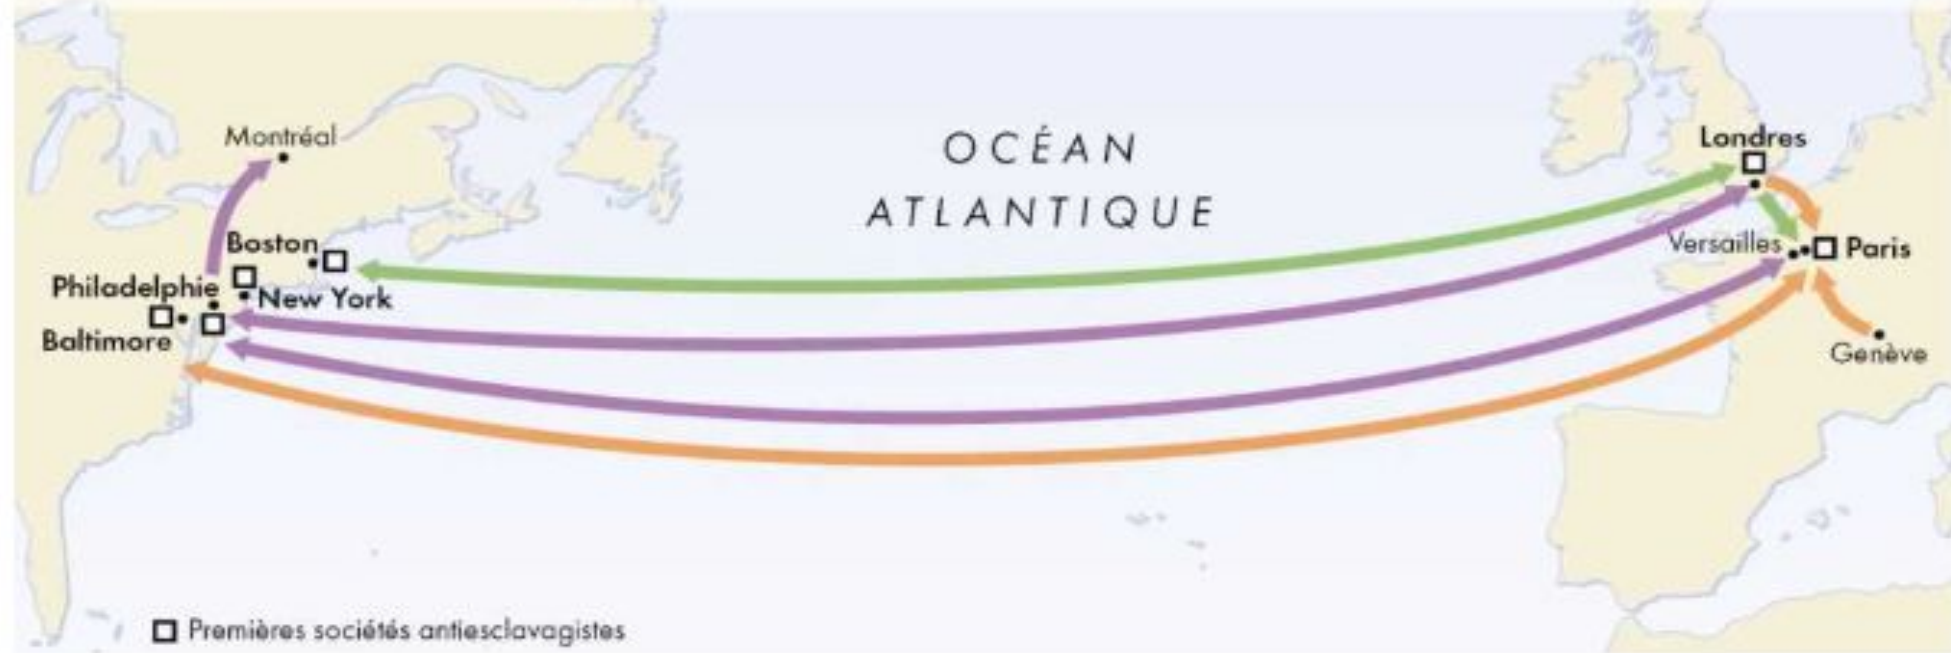 OCÉAN
ATLANTIQUE
Montréal
Boston
Philadelphie
New York
Baltimore
Londres
Versailles
Paris
Genève
Premières sociétés antiesclavagistes